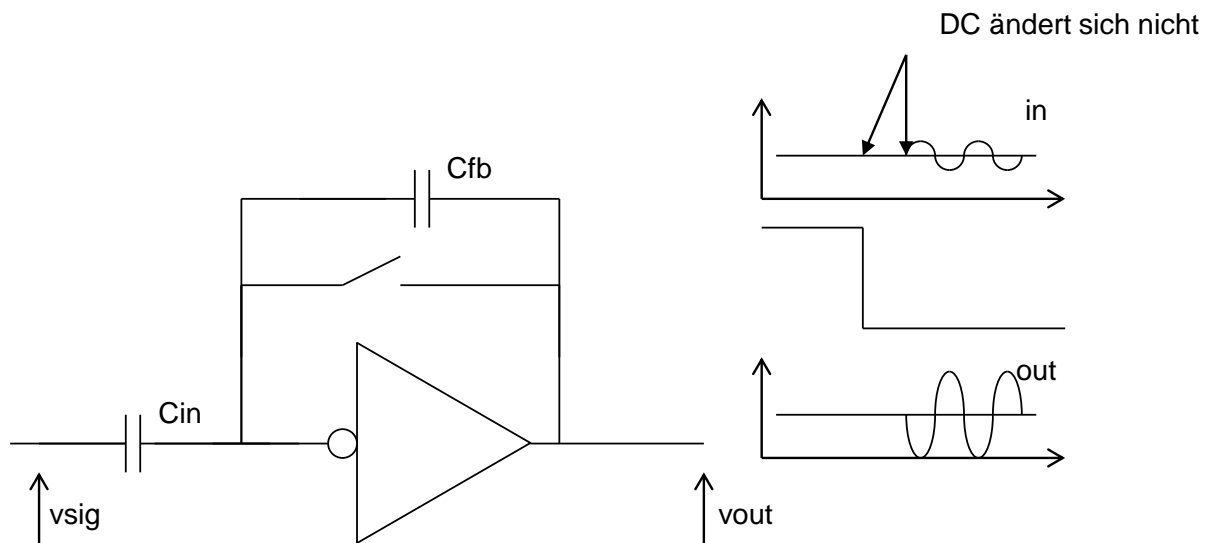 DC ändert sich nicht
in
Cfb
out
Cin
vsig
vout